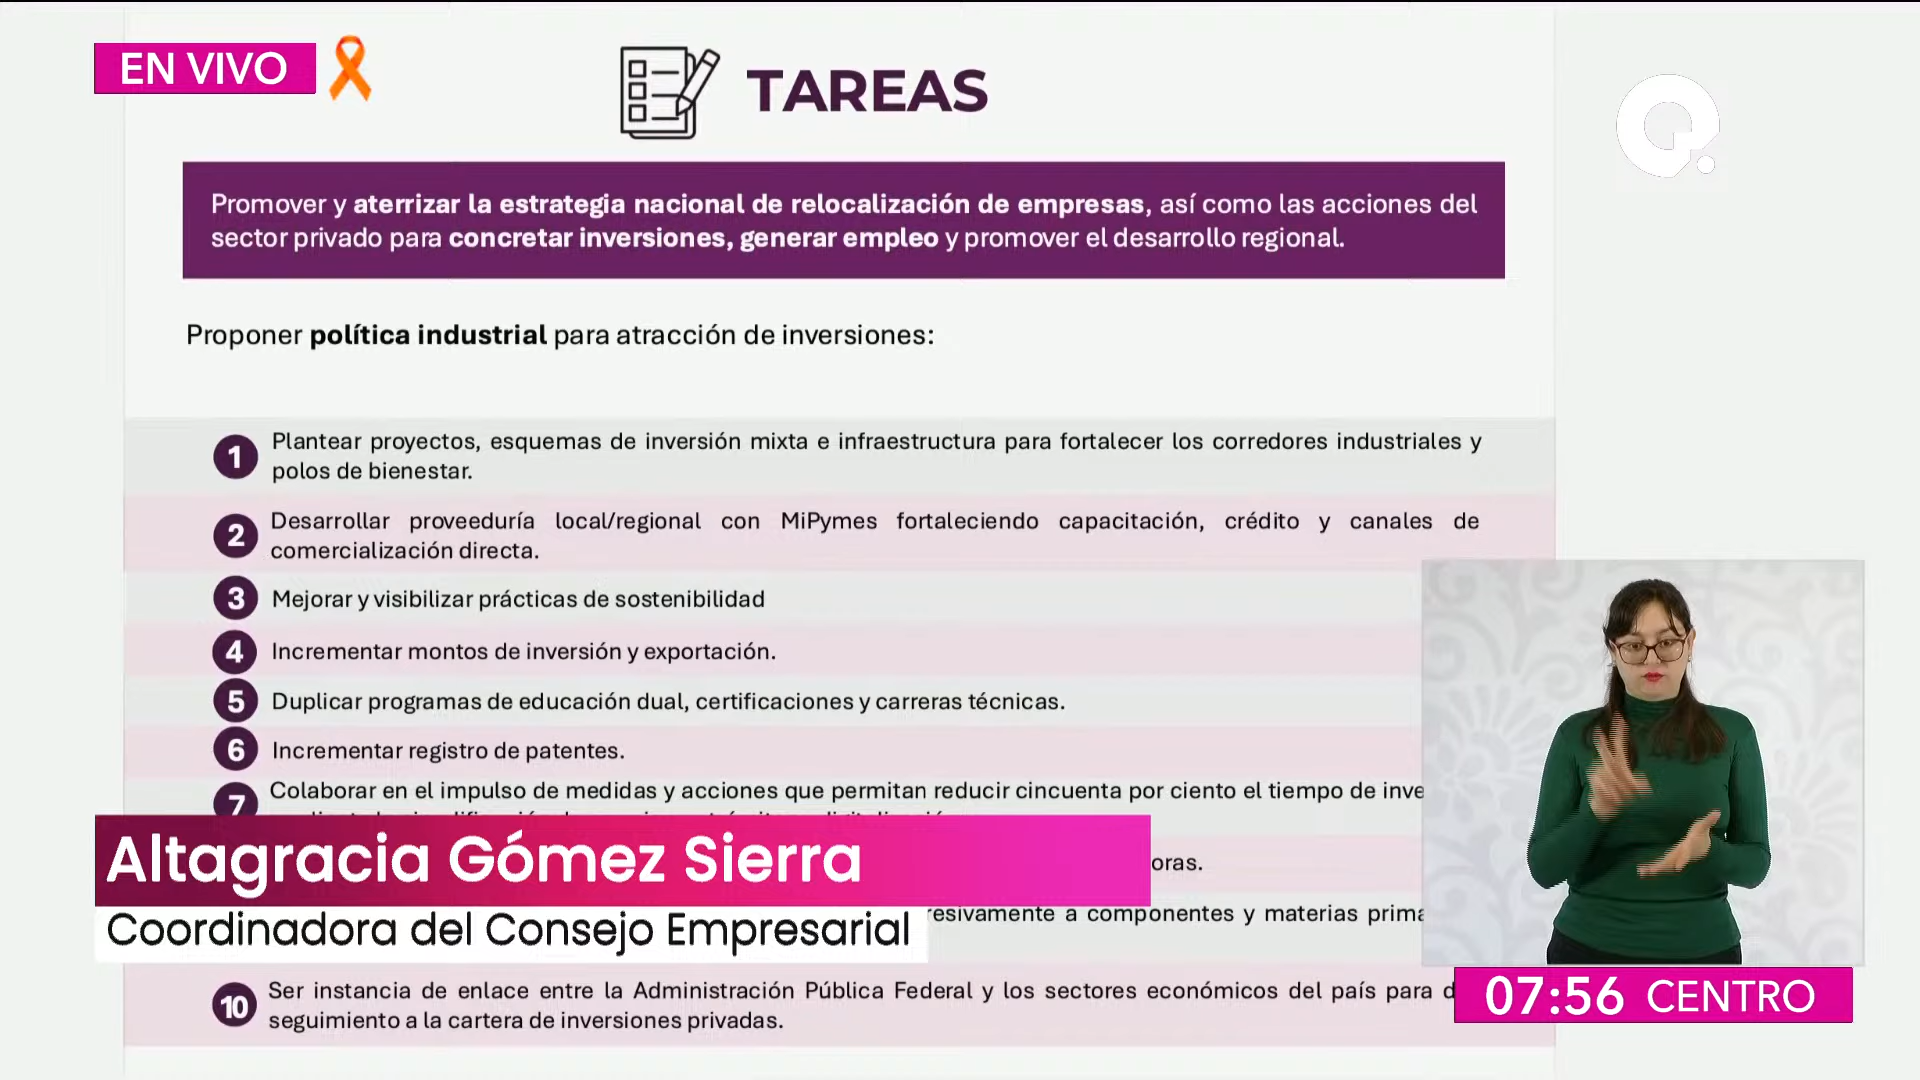 EN VIVO
TAREAS
Promover y aterrizar la estrategia nacional de relocalización de empresas, así como las acciones del
sector privado para concretar inversiones, generar empleo y promover el desarrollo regional.
Proponer política industrial para atracción de inversiones:
1 Plantear proyectos, esquemas de inversión mixta e infraestructura para fortalecer los corredores industriales y
polos de bienestar.
2 Desarrollar proveeduría local/regional con MiPymes fortaleciendo capacitación, crédito y canales de
comercialización directa.
3 Mejorar y visibilizar prácticas de sostenibilidad
4 Incrementar montos de inversión y exportación.
5 Duplicar programas de educación dual, certificaciones y carreras técnicas.
6 Incrementar registro de patentes.
7 Colaborar en el impulso de medidas y acciones que permitan reducir cincuenta por ciento el tiempo de inve
oras.
resivamente a componentes y materias prima
Altagracia Gómez Sierra
Coordinadora del Consejo Empresarial
10 Ser instancia de enlace entre la Administración Pública Federal y los sectores económicos del país para d
seguimiento a la cartera de inversiones privadas.
07:56 CENTRO